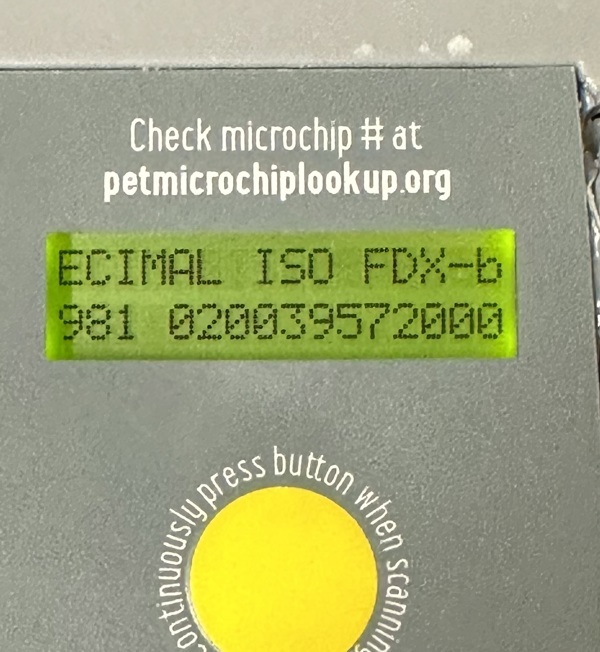 Check microchip # at
petmicrochiplookup.org
ECIMAL ISO FDX-b
981 020039572000
continuously press button when scanning